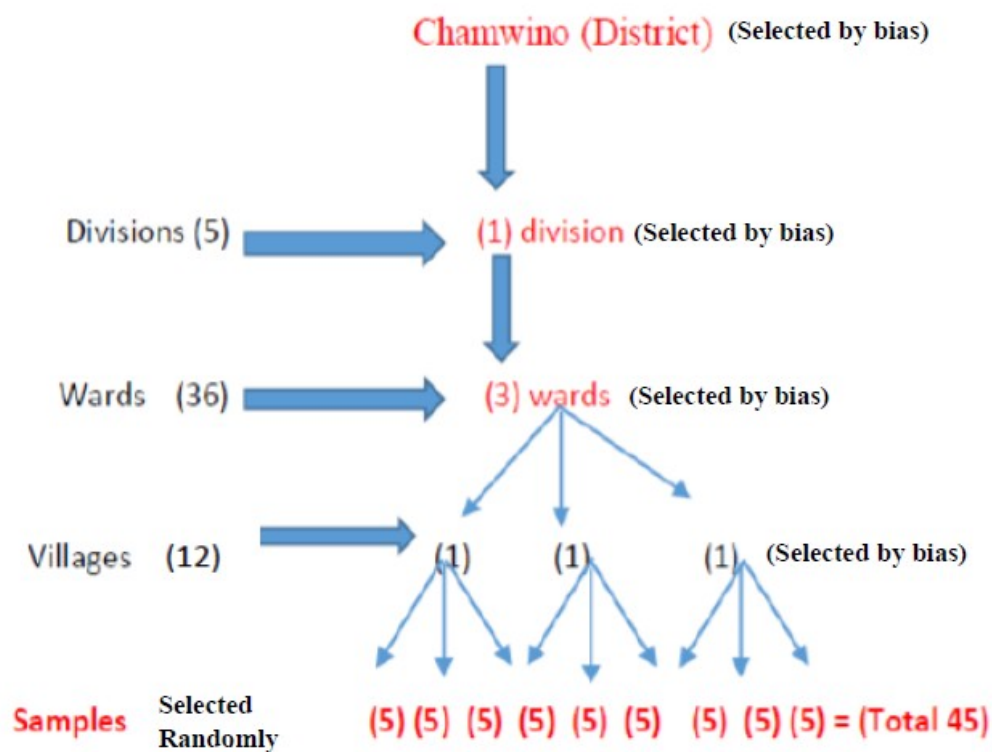 Chamwino (District) (Selected by bias)
Divisions (5) (1) division (Selected by bias)
Wards (36) (3) wards (Selected by bias)
Villages (12) (1) (1) (1) (Selected by bias)
Samples Selected Randomly (5) (5) (5) (5) (5) (5) (5) (5) (5) = (Total 45)